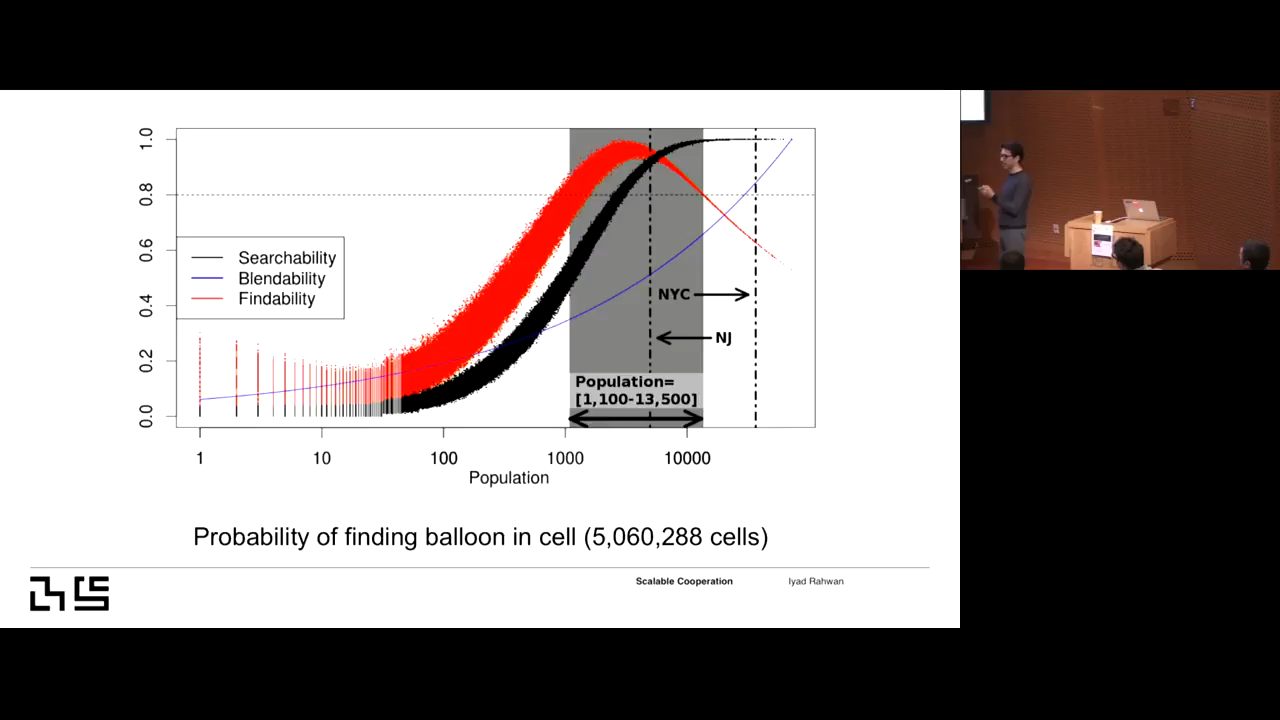 1.0
0.8
0.6
0.4
0.2
0.0
Searchability
Blendability
Findability
NYC
NJ
Population=
[1,100-13,500]
1
10
100
1000
10000
Population
Probability of finding balloon in cell (5,060,288 cells)
Scalable Cooperation
Iyad Rahwan